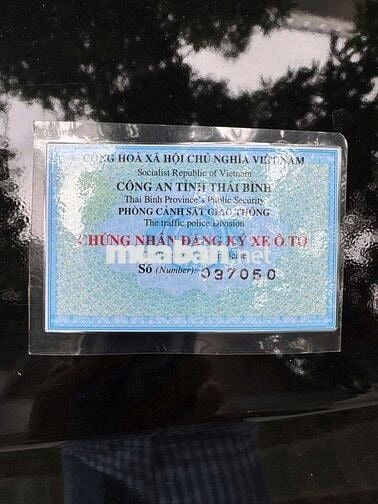 CỘNG HOÀ XÃ HỘI CHỦ NGHĨA VIỆT NAM
Socialist Republic of Vietnam
CÔNG AN TỈNH THÁI BÌNH
Thai Binh Province's Public Security
PHÒNG CẢNH SÁT GIAO THÔNG
The traffic police Division
CHỨNG NHẬN ĐĂNG KÝ XE Ô TÔ
Số (Number): 037050